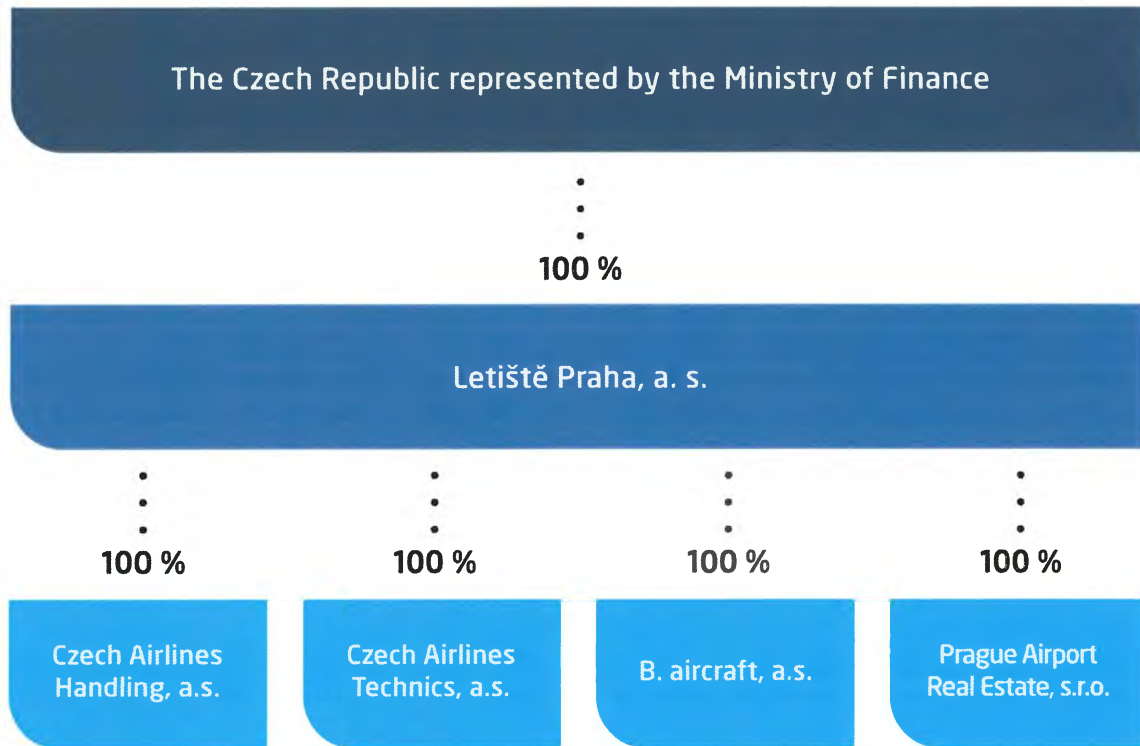 The Czech Republic represented by the Ministry of Finance
100 %
Letiště Praha, a. s.
100 %
100 %
100 %
100 %
Czech Airlines
Handling, a.s.
Czech Airlines
Technics, a.s.
B. aircraft, a.s.
Prague Airport
Real Estate, s.r.o.